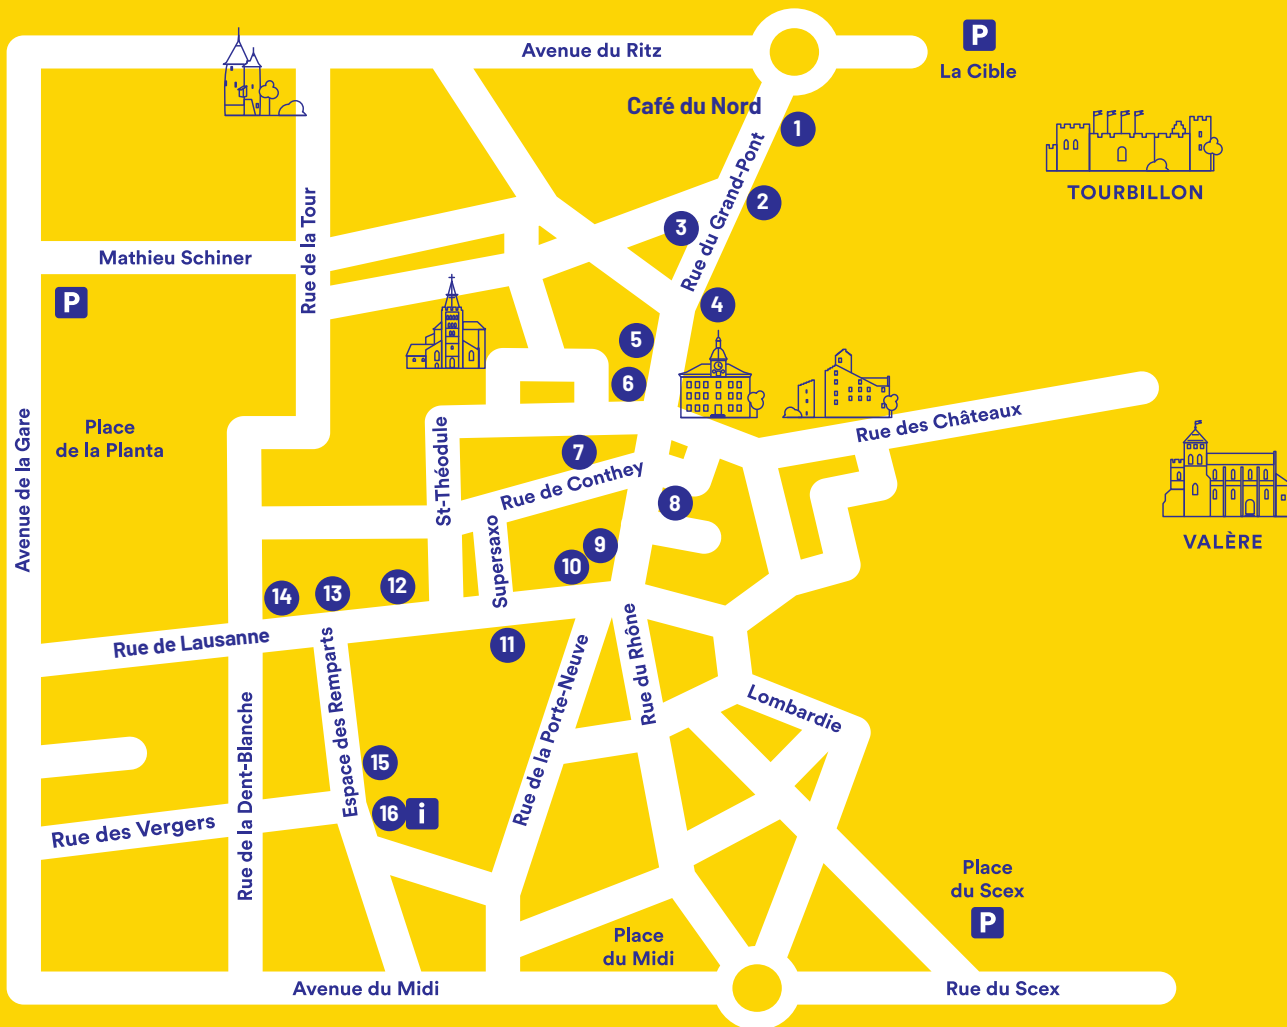 Avenue du Ritz
P
La Cible
Café du Nord
1
TOURBILLON
Rue du Grand-Pont
2
3
Rue de la Tour
Mathieu Schiner
P
4
5
6
Avenue de la Gare
Place
de la Planta
St-Théodule
7
Rue de Conthey
Rue des Châteaux
8
VALÈRE
Supersaxo
9
10
14
13
12
11
Rue de Lausanne
Espace des Remparts
Rue de la Porte-Neuve
Rue du Rhône
Lombardie
Rue de la Dent-Blanche
15
16
i
Rue des Vergers
Place
du Scex
P
Place
du Midi
Avenue du Midi
Rue du Scex